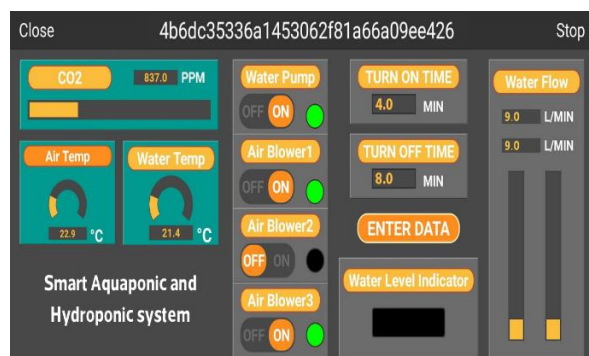 Close 4b6dc35336a1453062f81a66a09ee426 Stop
CO2 837.0 PPM
Air Temp
22.9 °C
Water Temp
21.4 °C
Smart Aquaponic and
Hydroponic system
Water Pump
OFF ON
Air Blower1
OFF ON
Air Blower2
OFF ON
Air Blower3
OFF ON
TURN ON TIME
4.0 MIN
TURN OFF TIME
8.0 MIN
ENTER DATA
Water Level Indicator
Water Flow
9.0 L/MIN
9.0 L/MIN